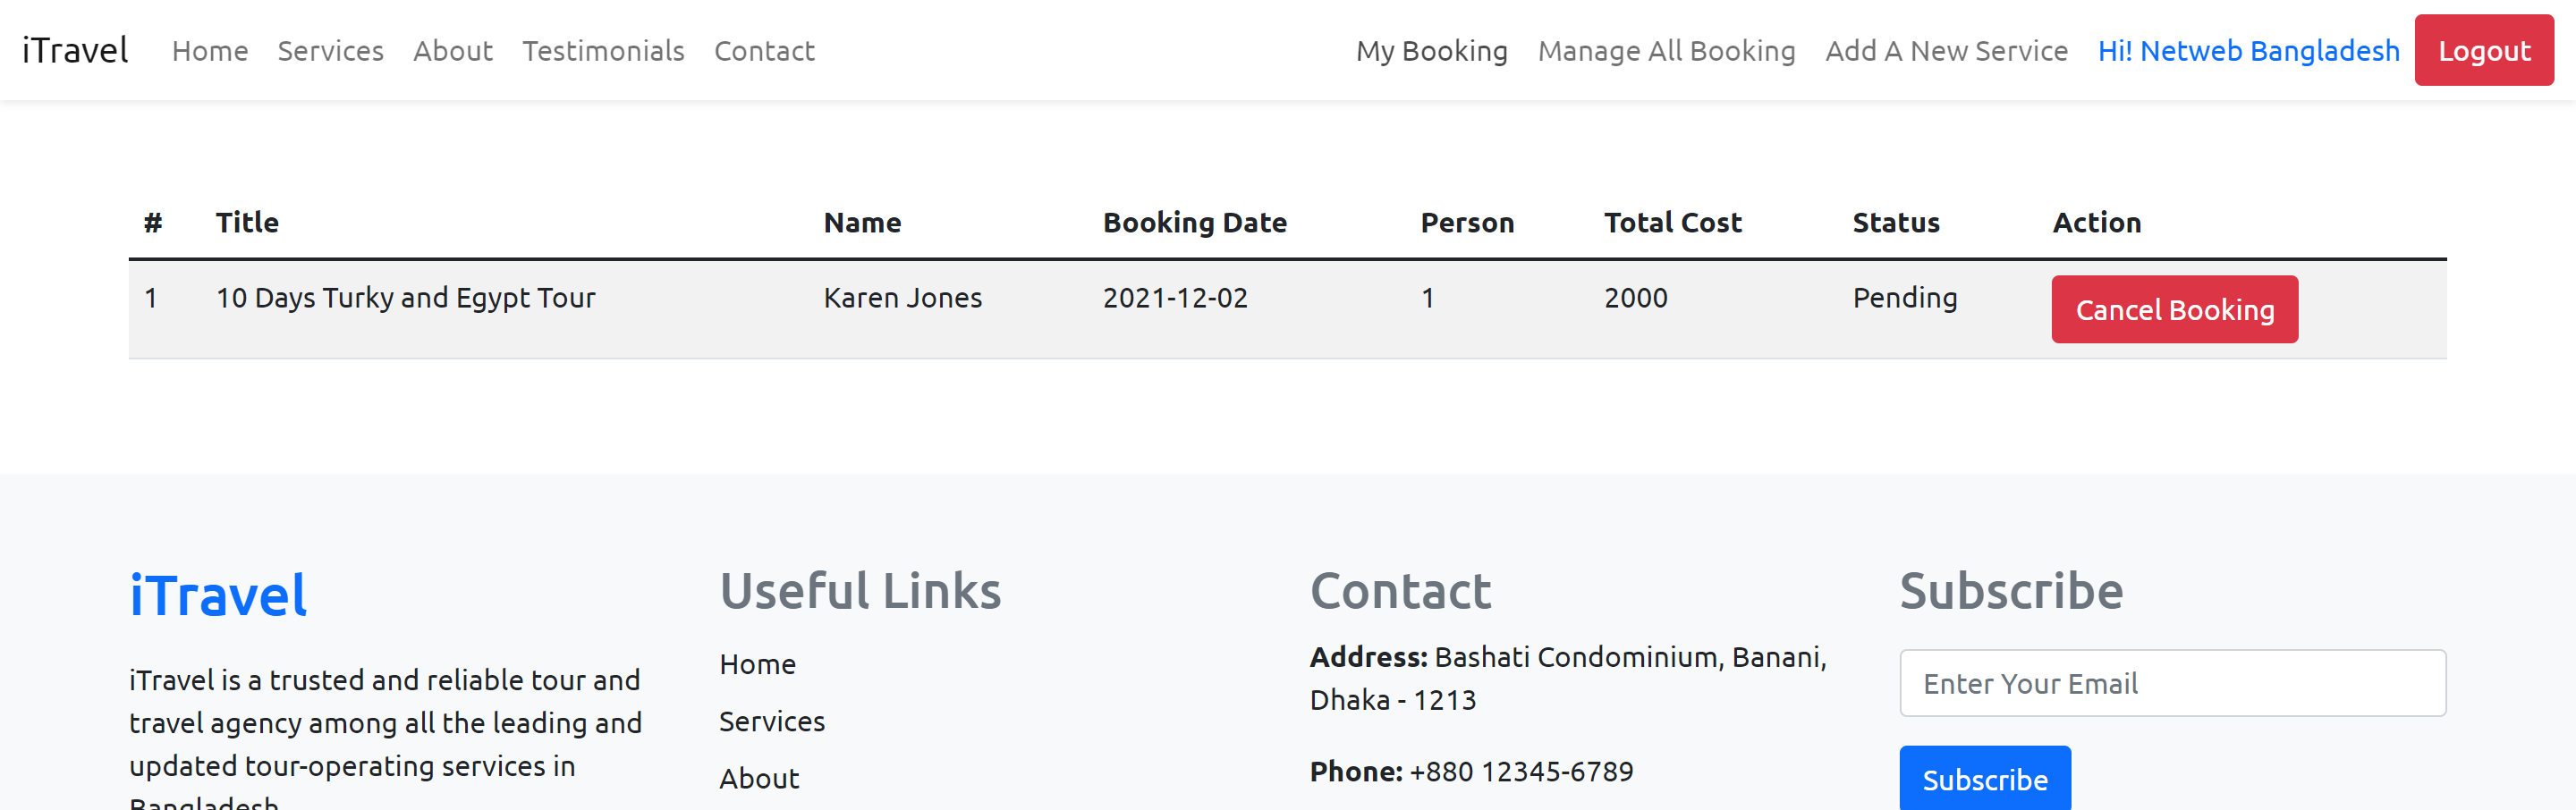 iTravel Home Services About Testimonials Contact My Booking Manage All Booking Add A New Service Hi! Netweb Bangladesh Logout
# Title Name Booking Date Person Total Cost Status Action
1 10 Days Turky and Egypt Tour Karen Jones 2021-12-02 1 2000 Pending Cancel Booking
iTravel
iTravel is a trusted and reliable tour and
travel agency among all the leading and
updated tour-operating services in
Bangladesh
Useful Links
Home
Services
About
Contact
Address: Bashati Condominium, Banani,
Dhaka - 1213
Phone: +880 12345-6789
Subscribe
Enter Your Email
Subscribe